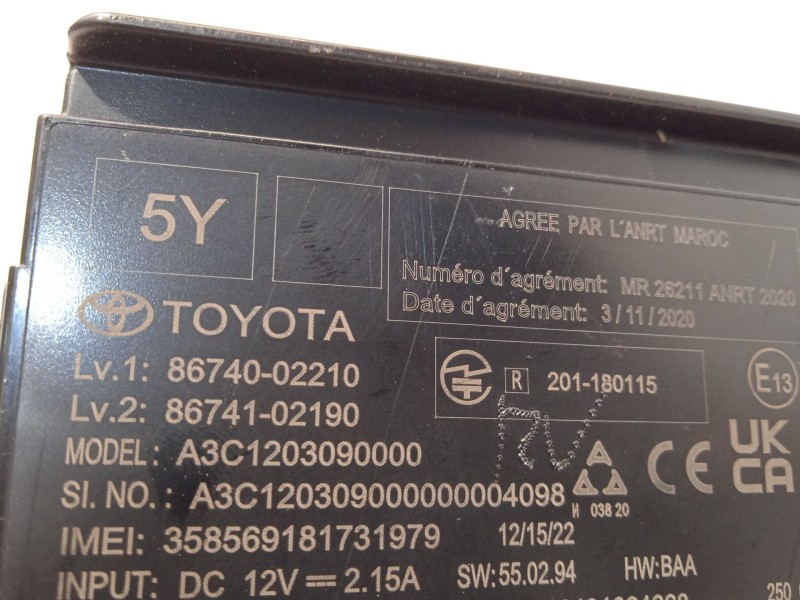 5Y
AGREE PAR L'ANRT MAROC
Numéro d'agrément: MR 26211 ANRT 2020
Date d'agrément: 3/11/2020
TOYOTA
Lv.1: 86740-02210
R 201-180115
E13
Lv.2: 86741-02190
MODEL: A3C1203090000
CE
UK
CA
SI. NO.: A3C120309000000004098
И 038 20
IMEI: 358569181731979
12/15/22
INPUT: DC 12V 2.15A
SW:55.02.94
HW:BAA
250